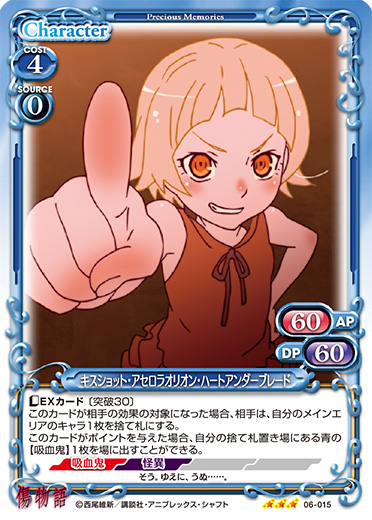 Precious Memories
Character
COST
4
SOURCE
0
60 AP
DP 60
キスショット・アセロラオリオン・ハートアンダーブレード
EXカード［突破30］
このカードが相手の効果の対象になった場合、相手は、自分のメインエ
リアのキャラ1枚を捨て札にする。
このカードがポイントを与えた場合、自分の捨て札置き場にある青の
【吸血鬼】1枚を場に出すことができる。
吸血鬼 怪異
そう。ゆえに、うぬ……。
傷物語
©西尾維新／講談社・アニプレックス・シャフト
06-015